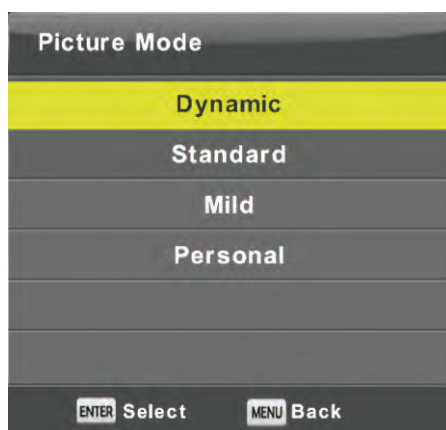 Picture Mode
Dynamic
Standard
Mild
Personal
ENTER Select MENU Back